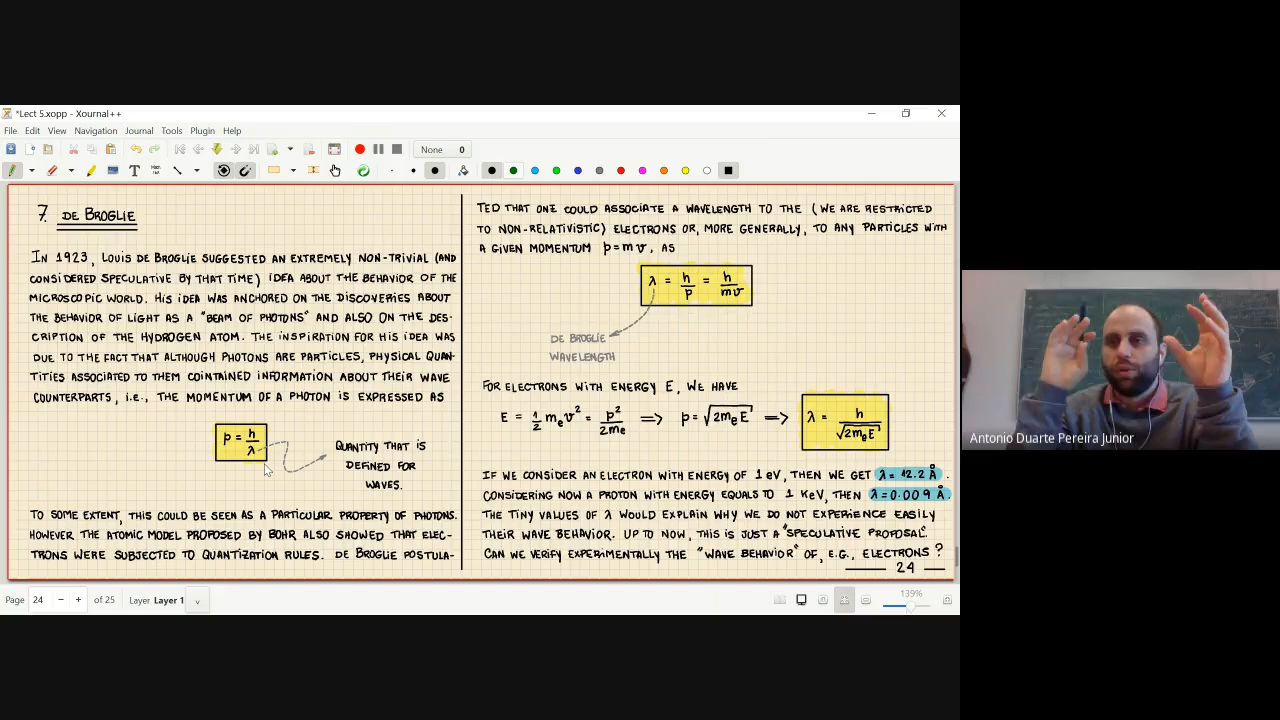 *Lect 5.xopp - Xournal++
File Edit View Navigation Journal Tools Plugin Help
None 0
7. DE BROGLIE
IN 1923, LOUIS DE BROGLIE SUGGESTED AN EXTREMELY NON-TRIVIAL (AND
CONSIDERED SPECULATIVE BY THAT TIME) IDEA ABOUT THE BEHAVIOR OF THE
MICROSCOPIC WORLD. HIS IDEA WAS ANCHORED ON THE DISCOVERIES ABOUT
THE BEHAVIOR OF LIGHT AS A "BEAM OF PHOTONS" AND ALSO ON THE DES-
CRIPTION OF THE HYDROGEN ATOM. THE INSPIRATION FOR HIS IDEA WAS
DUE TO THE FACT THAT ALTHOUGH PHOTONS ARE PARTICLES, PHYSICAL QUAN-
TITIES ASSOCIATED TO THEM COINTAINED INFORMATION ABOUT THEIR WAVE
COUNTERPARTS, i.e., THE MOMENTUM OF A PHOTON IS EXPRESSED AS
p = h/λ
QUANTITY THAT IS
DEFINED FOR
WAVES.
TO SOME EXTENT, THIS COULD BE SEEN AS A PARTICULAR PROPERTY OF PHOTONS.
HOWEVER THE ATOMIC MODEL PROPOSED BY BOHR ALSO SHOWED THAT ELEC-
TRONS WERE SUBJECTED TO QUANTIZATION RULES. DE BROGLIE POSTULA-
TED THAT ONE COULD ASSOCIATE A WAVELENGTH TO THE (WE ARE RESTRICTED
TO NON-RELATIVISTIC) ELECTRONS OR, MORE GENERALLY, TO ANY PARTICLES WITH
A GIVEN MOMENTUM p = mv, AS
λ = h/p = h/mv
DE BROGLIE
WAVELENGTH
FOR ELECTRONS WITH ENERGY E, WE HAVE
E = 1/2 mₑv² = p²/2mₑ ⟹ p = √2mₑE ⟹ λ = h/√2mₑE
IF WE CONSIDER AN ELECTRON WITH ENERGY OF 1 eV, THEN WE GET λ = 12.2 Å.
CONSIDERING NOW A PROTON WITH ENERGY EQUALS TO 1 KeV, THEN λ = 0.009 Å.
THE TINY VALUES OF λ WOULD EXPLAIN WHY WE DO NOT EXPERIENCE EASILY
THEIR WAVE BEHAVIOR. UP TO NOW, THIS IS JUST A "SPECULATIVE PROPOSAL".
CAN WE VERIFY EXPERIMENTALLY THE "WAVE BEHAVIOR" OF, E.G., ELECTRONS?
24
Page 24 of 25 Layer Layer 1 139%
Antonio Duarte Pereira Junior